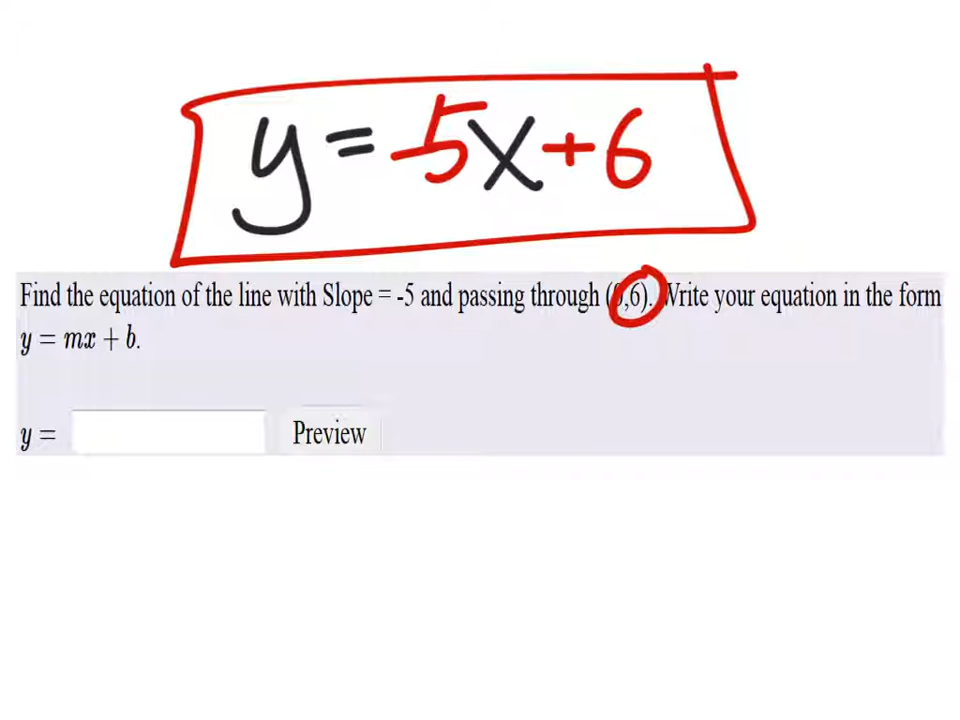 y = -5x + 6
Find the equation of the line with Slope = -5 and passing through (0,6). Write your equation in the form
y = mx + b.
y =
Preview